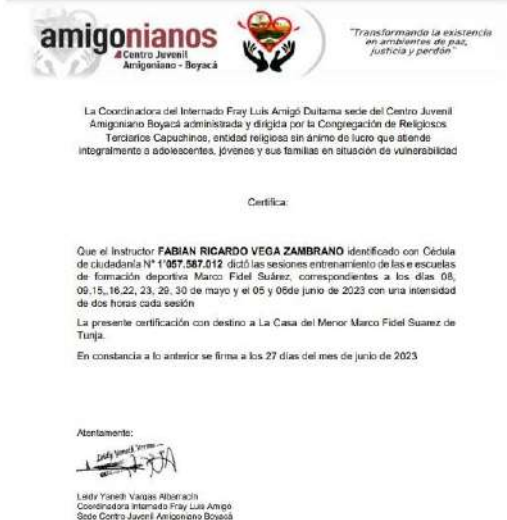 amigonianos
Centro Juvenil
Amigoniano - Boyacá
"Transformando la existencia
en ambientes de paz,
justicia y perdón"
La Coordinadora del Internado Fray Luis Amigó Duitama sede del Centro Juvenil
Amigoniano Boyacá administrada y dirigida por la Congregación de Religiosos
Terciarios Capuchinos, entidad religiosa sin ánimo de lucro que atiende
integralmente a adolescentes, jóvenes y sus familias en situación de vulnerabilidad
Certifica:
Que el Instructor FABIAN RICARDO VEGA ZAMBRANO identificado con Cédula
de ciudadanía N° 1'057.587.012 dictó las sesiones entrenamiento de las e escuelas
de formación deportiva Marco Fidel Suárez, correspondientes a los días 08,
09,15,,16,22, 23, 29, 30 de mayo y el 05 y 06de junio de 2023 con una intensidad
de dos horas cada sesión
La presente certificación con destino a La Casa del Menor Marco Fidel Suarez de
Tunja.
En constancia a lo anterior se firma a los 27 días del mes de junio de 2023
Atentamente:
Leidy Yaneth Vargas Albarracín
Coordinadora Internado Fray Luis Amigó
Sede Centro Juvenil Amigoniano Boyacá